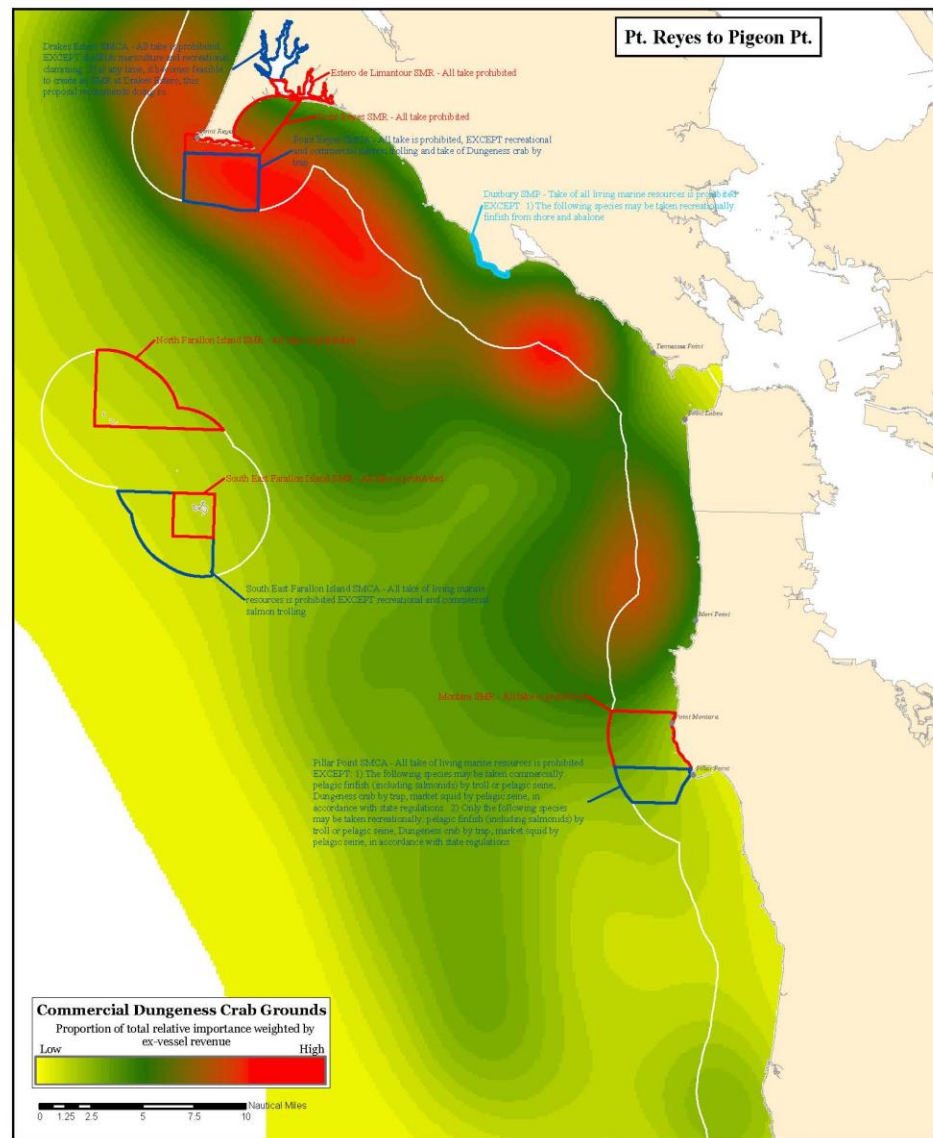 Pt. Reyes to Pigeon Pt.
Drakes Estero SMCA - All take is prohibited,
EXCEPT shellfish mariculture and recreational
clamming. If at any time, it becomes feasible
to create an SMR at Drakes Estero, this
proposal recommends doing so
Estero de Limantour SMR - All take prohibited
Point Reyes SMR - All take prohibited
Point Reyes
Point Reyes SMCA - All take is prohibited, EXCEPT recreational
and commercial salmon trolling and take of Dungeness crab by
trap
Duxbury SMP - Take of all living marine resources is prohibited
EXCEPT: 1) The following species may be taken recreationally:
finfish from shore and abalone
North Farallon Island SMR - All take is prohibited
Tennessee Point
Point Lobos
South East Farallon Island SMR - All take is prohibited
South East Farallon Island SMCA - All take of living marine
resources is prohibited EXCEPT recreational and commercial
salmon trolling
Mori Point
Montara SMR - All take is prohibited
Point Montara
Pillar Point SMCA - All take of living marine resources is prohibited
EXCEPT: 1) The following species may be taken commercially:
pelagic finfish (including salmonids) by troll or pelagic seine,
Dungeness crab by trap, market squid by pelagic seine, in
accordance with state regulations. 2) Only the following species
may be taken recreationally: pelagic finfish (including salmonids) by
troll or pelagic seine, Dungeness crab by trap, market squid by
pelagic seine, in accordance with state regulations
Pillar Point
Commercial Dungeness Crab Grounds
Proportion of total relative importance weighted by
ex-vessel revenue
Low High
Nautical Miles
0 1.25 2.5 5 7.5 10